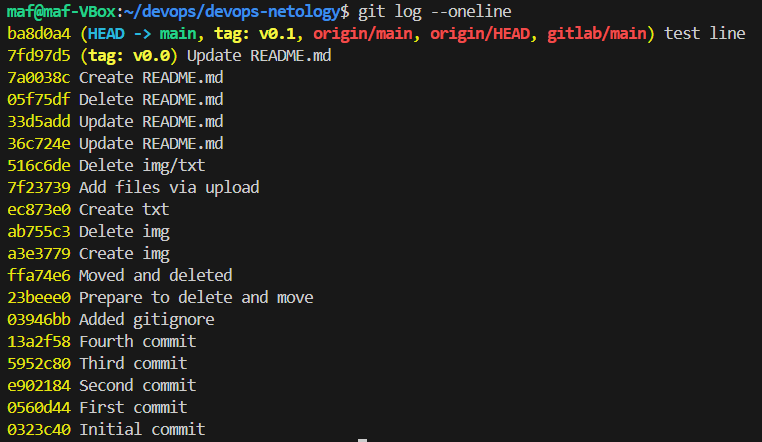 maf@maf-VBox:~/devops/devops-netology$ git log --oneline
ba8d0a4 (HEAD -> main, tag: v0.1, origin/main, origin/HEAD, gitlab/main) test line
7fd97d5 (tag: v0.0) Update README.md
7a0038c Create README.md
05f75df Delete README.md
33d5add Update README.md
36c724e Update README.md
516c6de Delete img/txt
7f23739 Add files via upload
ec873e0 Create txt
ab755c3 Delete img
a3e3779 Create img
ffa74e6 Moved and deleted
23beee0 Prepare to delete and move
03946bb Added gitignore
13a2f58 Fourth commit
5952c80 Third commit
e902184 Second commit
0560d44 First commit
0323c40 Initial commit